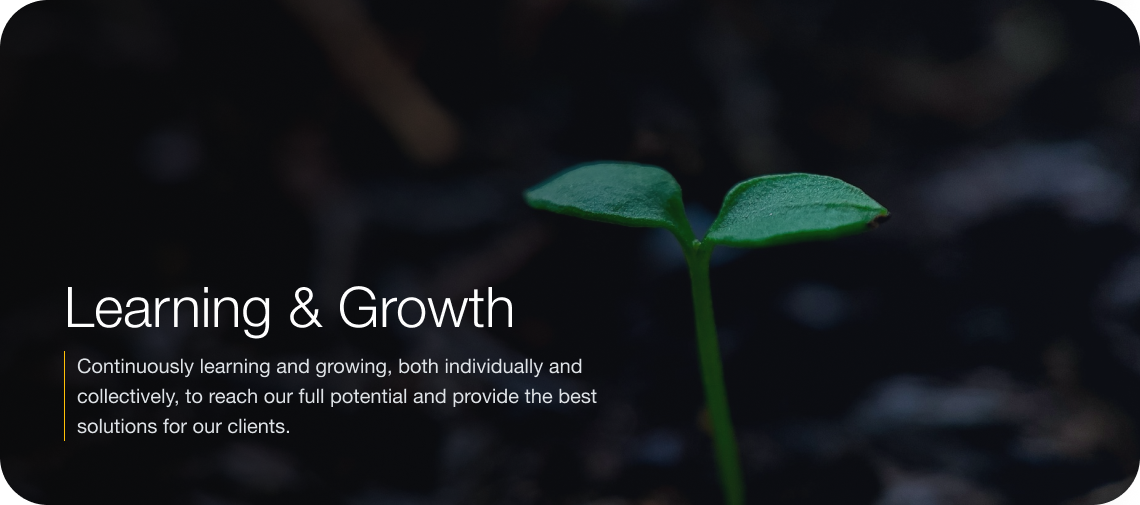 Learning & Growth
Continuously learning and growing, both individually and
collectively, to reach our full potential and provide the best
solutions for our clients.